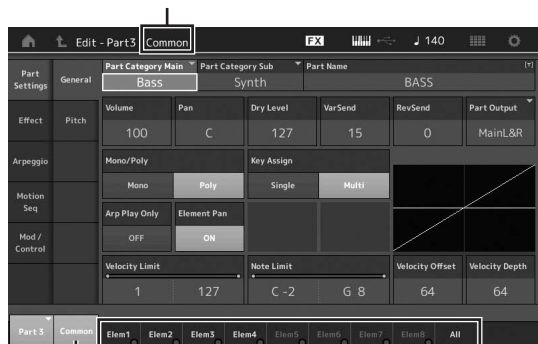 Edit - Part3 Common FX 140
Part Settings General Part Category Main Part Category Sub Part Name
Bass Synth BASS
Effect Pitch Volume Pan Dry Level VarSend RevSend Part Output
100 C 127 15 0 MainL&R
Arpeggio Mono/Poly Key Assign
Mono Poly Single Multi
Motion Seq Arp Play Only Element Pan
Mod / Control OFF ON
Velocity Limit Note Limit Velocity Offset Velocity Depth
1 127 C -2 G 8 64 64
Part 3 Common Elem1 Elem2 Elem3 Elem4 Elem5 Elem6 Elem7 Elem8 All